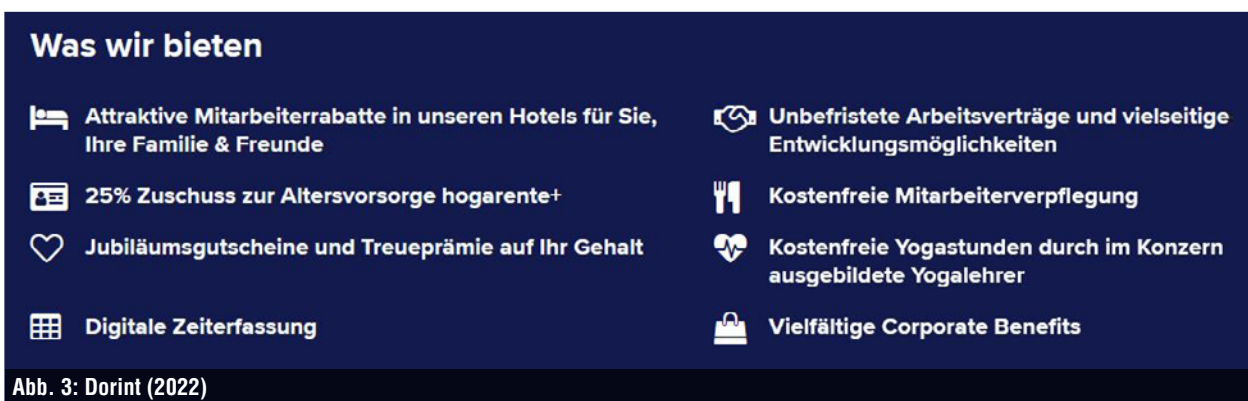 Was wir bieten
Attraktive Mitarbeiterrabatte in unseren Hotels für Sie,
Ihre Familie & Freunde
25% Zuschuss zur Altersvorsorge hogarente+
Jubiläumsgutscheine und Treueprämie auf Ihr Gehalt
Digitale Zeiterfassung
Unbefristete Arbeitsverträge und vielseitige
Entwicklungsmöglichkeiten
Kostenfreie Mitarbeiterverpflegung
Kostenfreie Yogastunden durch im Konzern
ausgebildete Yogalehrer
Vielfältige Corporate Benefits
Abb. 3: Dorint (2022)